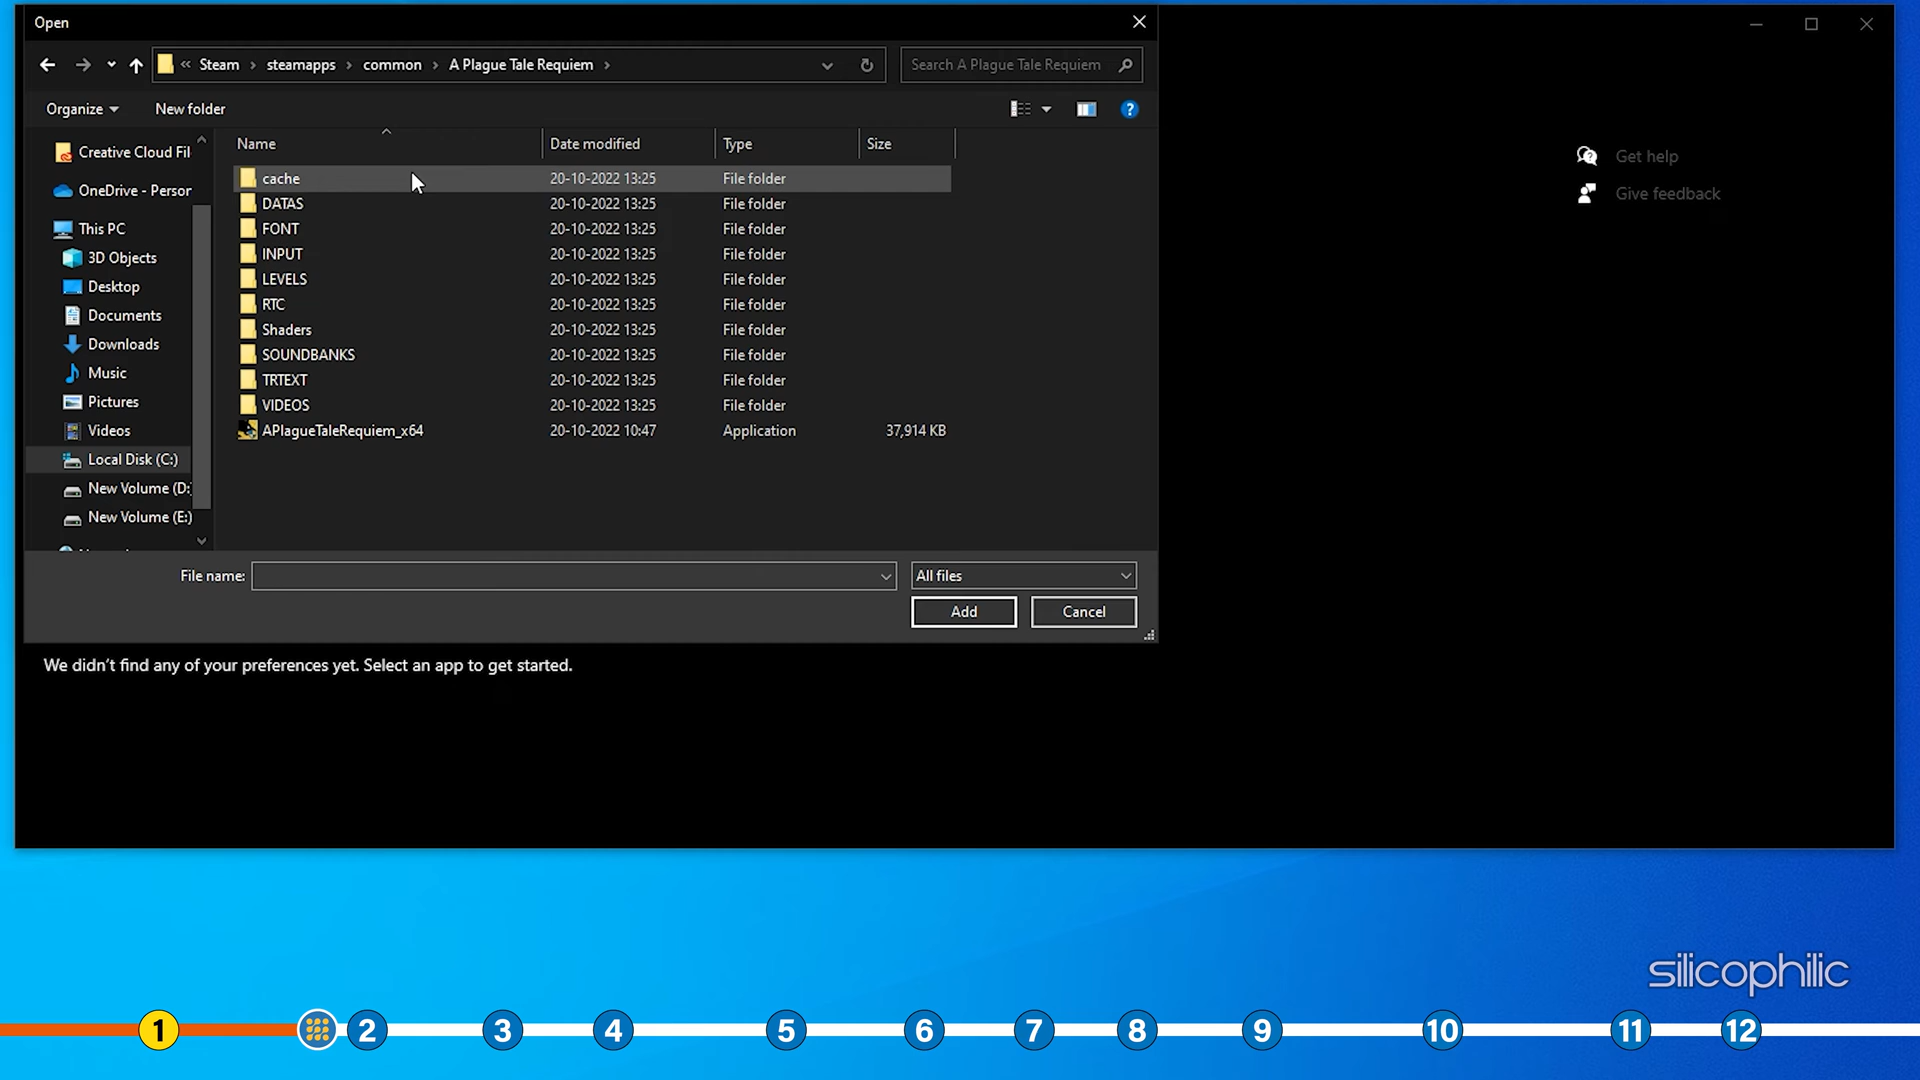 Open
« Steam › steamapps › common › A Plague Tale Requiem ›
Search A Plague Tale Requiem
Organize
New folder
Name
Date modified
Type
Size
Creative Cloud Fil
OneDrive - Person
This PC
3D Objects
Desktop
Documents
Downloads
Music
Pictures
Videos
Local Disk (C:)
New Volume (D:)
New Volume (E:)
cache 20-10-2022 13:25 File folder
DATAS 20-10-2022 13:25 File folder
FONT 20-10-2022 13:25 File folder
INPUT 20-10-2022 13:25 File folder
LEVELS 20-10-2022 13:25 File folder
RTC 20-10-2022 13:25 File folder
Shaders 20-10-2022 13:25 File folder
SOUNDBANKS 20-10-2022 13:25 File folder
TRTEXT 20-10-2022 13:25 File folder
VIDEOS 20-10-2022 13:25 File folder
APlagueTaleRequiem_x64 20-10-2022 10:47 Application 37,914 KB
File name:
All files
Add
Cancel
Get help
Give feedback
We didn't find any of your preferences yet. Select an app to get started.
silicophilic
1 2 3 4 5 6 7 8 9 10 11 12